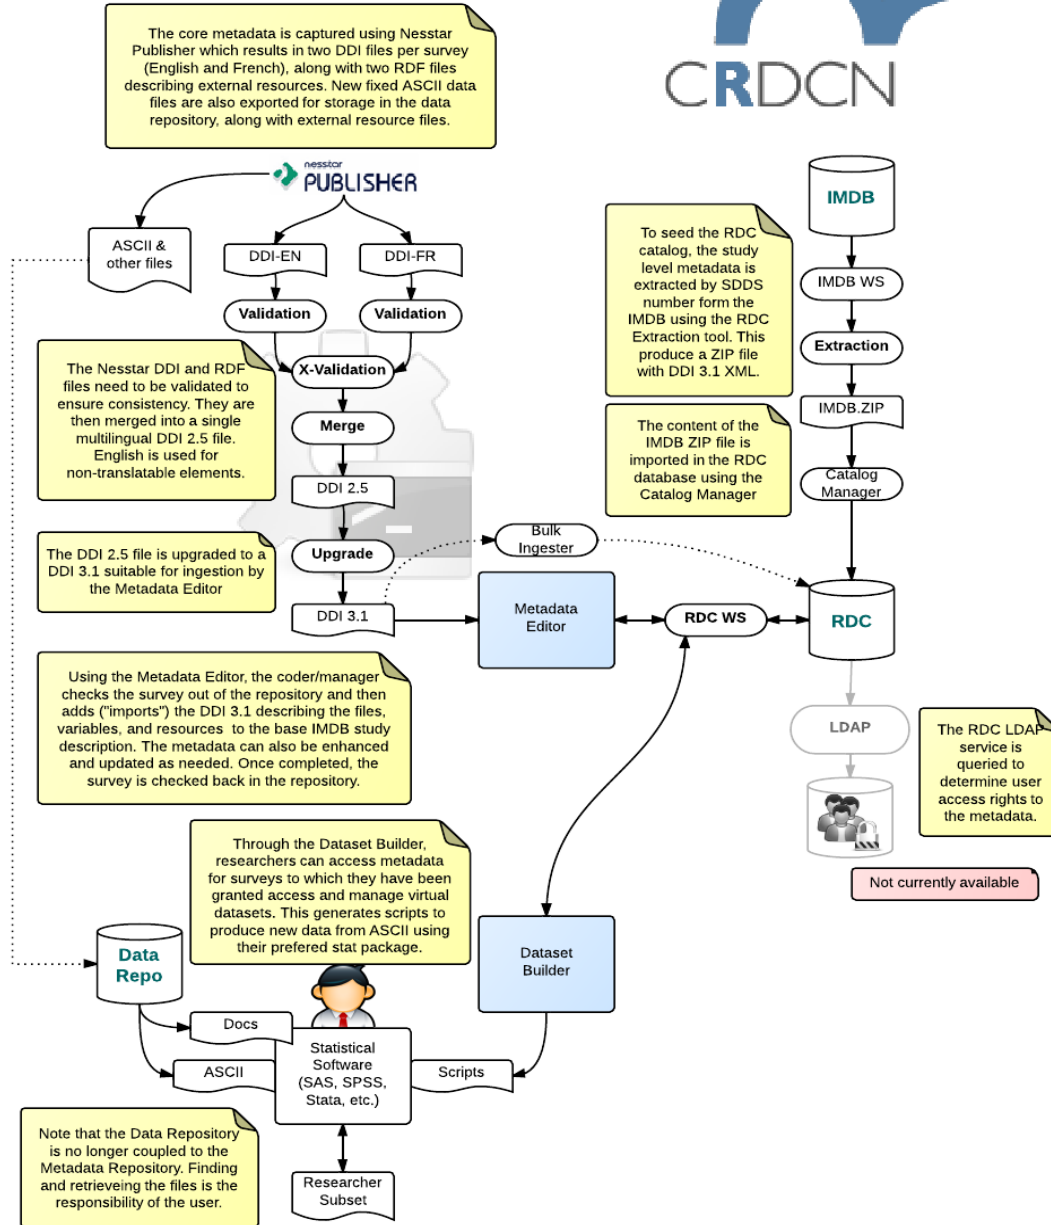 The core metadata is captured using Nesstar
Publisher which results in two DDI files per survey
(English and French), along with two RDF files
describing external resources. New fixed ASCII data
files are also exported for storage in the data
repository, along with external resource files.
CRDCN
nesstar
PUBLISHER
ASCII &
other files
DDI-EN
DDI-FR
Validation
Validation
X-Validation
Merge
DDI 2.5
Upgrade
DDI 3.1
The Nesstar DDI and RDF
files need to be validated to
ensure consistency. They are
then merged into a single
multilingual DDI 2.5 file.
English is used for
non-translatable elements.
The DDI 2.5 file is upgraded to a
DDI 3.1 suitable for ingestion by
the Metadata Editor
To seed the RDC
catalog, the study
level metadata is
extracted by SDDS
number form the
IMDB using the RDC
Extraction tool. This
produce a ZIP file
with DDI 3.1 XML.
The content of the
IMDB ZIP file is
imported in the RDC
database using the
Catalog Manager
IMDB
IMDB WS
Extraction
IMDB.ZIP
Catalog
Manager
Bulk
Ingester
Metadata
Editor
RDC WS
RDC
LDAP
The RDC LDAP
service is
queried to
determine user
access rights to
the metadata.
Not currently available
Using the Metadata Editor, the coder/manager
checks the survey out of the repository and then
adds ("imports") the DDI 3.1 describing the files,
variables, and resources to the base IMDB study
description. The metadata can also be enhanced
and updated as needed. Once completed, the
survey is checked back in the repository.
Through the Dataset Builder,
researchers can access metadata
for surveys to which they have been
granted access and manage virtual
datasets. This generates scripts to
produce new data from ASCII using
their prefered stat package.
Data
Repo
Dataset
Builder
Docs
ASCII
Statistical
Software
(SAS, SPSS,
Stata, etc.)
Scripts
Researcher
Subset
Note that the Data Repository
is no longer coupled to the
Metadata Repository. Finding
and retrieveing the files is the
responsibility of the user.